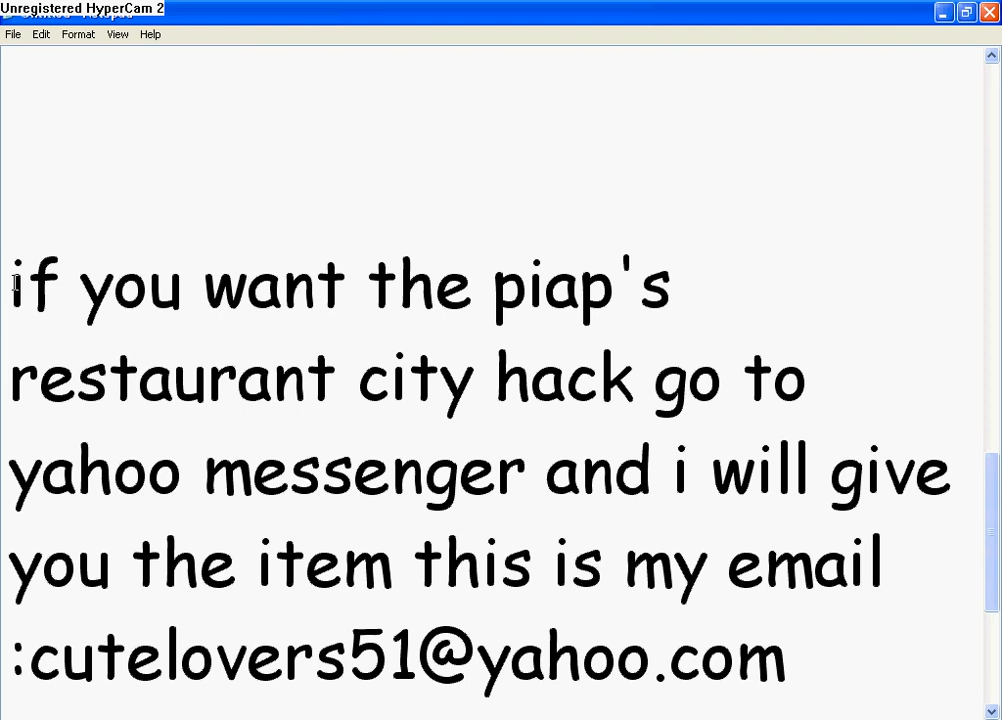 Unregistered HyperCam 2
File Edit Format View Help
if you want the piap's
restaurant city hack go to
yahoo messenger and i will give
you the item this is my email
:cutelovers51@yahoo.com